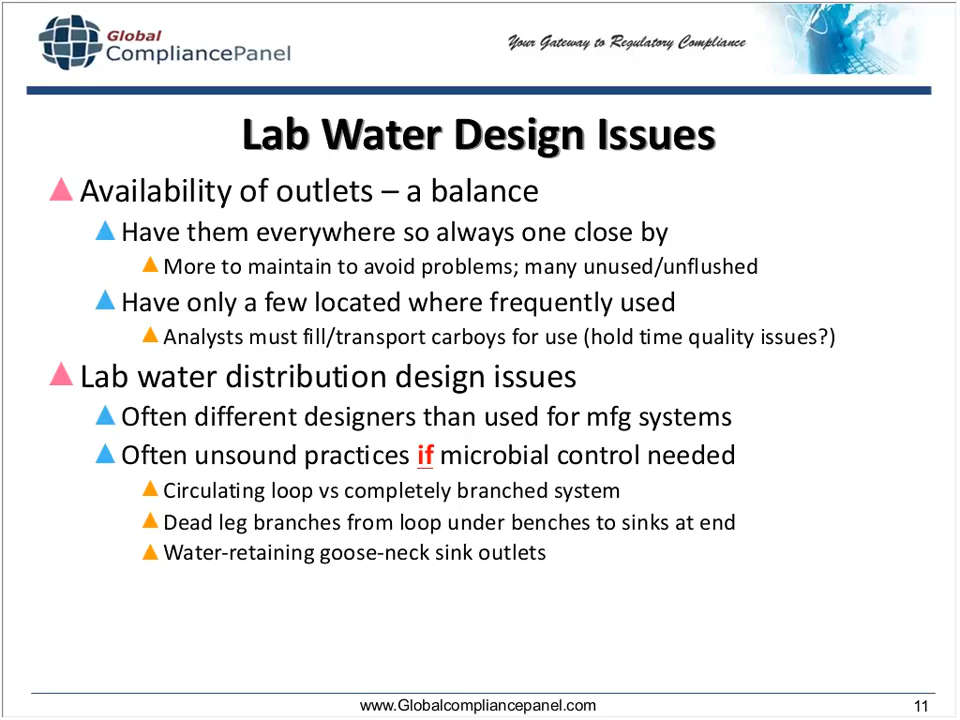 Global
CompliancePanel
Your Gateway to Regulatory Compliance
Lab Water Design Issues
Availability of outlets – a balance
Have them everywhere so always one close by
More to maintain to avoid problems; many unused/unflushed
Have only a few located where frequently used
Analysts must fill/transport carboys for use (hold time quality issues?)
Lab water distribution design issues
Often different designers than used for mfg systems
Often unsound practices if microbial control needed
Circulating loop vs completely branched system
Dead leg branches from loop under benches to sinks at end
Water-retaining goose-neck sink outlets
www.Globalcompliancepanel.com
11